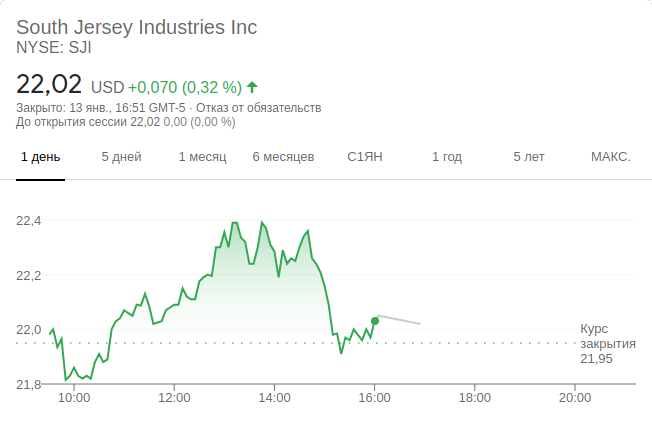 South Jersey Industries Inc
NYSE: SJI
22,02 USD +0,070 (0,32 %)
Закрыто: 13 янв., 16:51 GMT-5 · Отказ от обязательств
До открытия сессии 22,02 0,00 (0,00 %)
1 день 5 дней 1 месяц 6 месяцев С1ЯН 1 год 5 лет МАКС.
22,4
22,2
22,0
Курс
закрытия
21,95
21,8
10:00 12:00 14:00 16:00 18:00 20:00